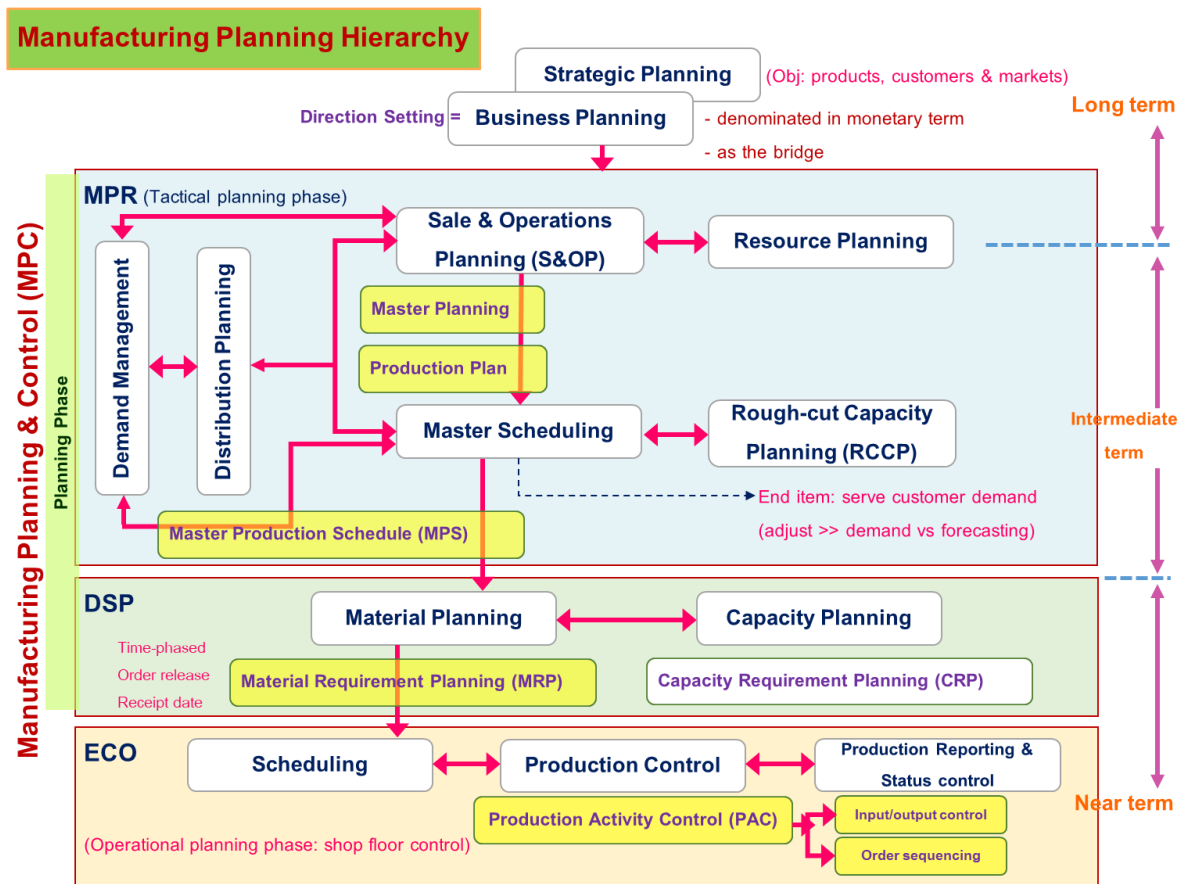 Manufacturing Planning Hierarchy
Strategic Planning
(Obj: products, customers & markets)
Direction Setting =
Business Planning
- denominated in monetary term
- as the bridge
Long term
Manufacturing Planning & Control (MPC)
Planning Phase
MPR (Tactical planning phase)
Sale & Operations
Planning (S&OP)
Resource Planning
Demand Management
Distribution Planning
Master Planning
Production Plan
Master Scheduling
Rough-cut Capacity
Planning (RCCP)
Intermediate
term
End item: serve customer demand
(adjust >> demand vs forecasting)
Master Production Schedule (MPS)
DSP
Material Planning
Capacity Planning
Time-phased
Order release
Receipt date
Material Requirement Planning (MRP)
Capacity Requirement Planning (CRP)
ECO
Scheduling
Production Control
Production Reporting &
Status control
Near term
Production Activity Control (PAC)
Input/output control
Order sequencing
(Operational planning phase: shop floor control)